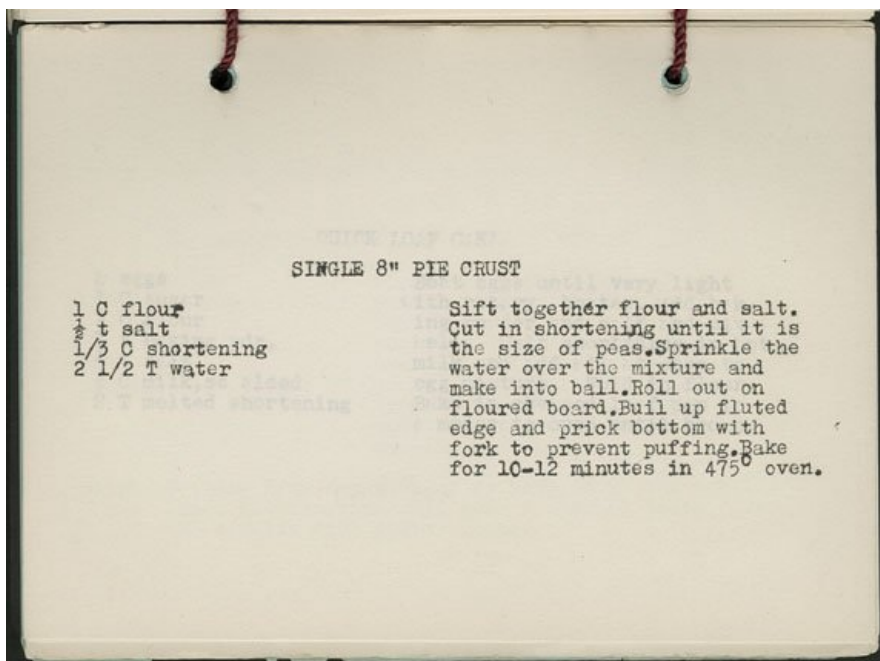 SINGLE 8" PIE CRUST
1 C flour
½ t salt
1/3 C shortening
2 1/2 T water
Sift together flour and salt.
Cut in shortening until it is
the size of peas.Sprinkle the
water over the mixture and
make into ball.Roll out on
floured board.Buil up fluted
edge and prick bottom with
fork to prevent puffing.Bake
for 10-12 minutes in 475° oven.